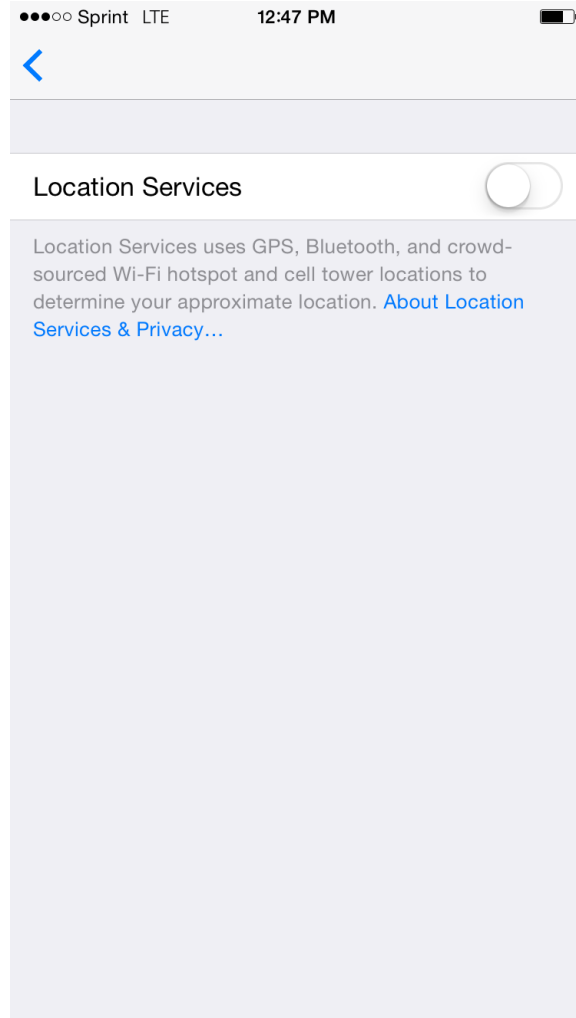 Sprint LTE 12:47 PM
Location Services
Location Services uses GPS, Bluetooth, and crowd-
sourced Wi-Fi hotspot and cell tower locations to
determine your approximate location. About Location
Services & Privacy...